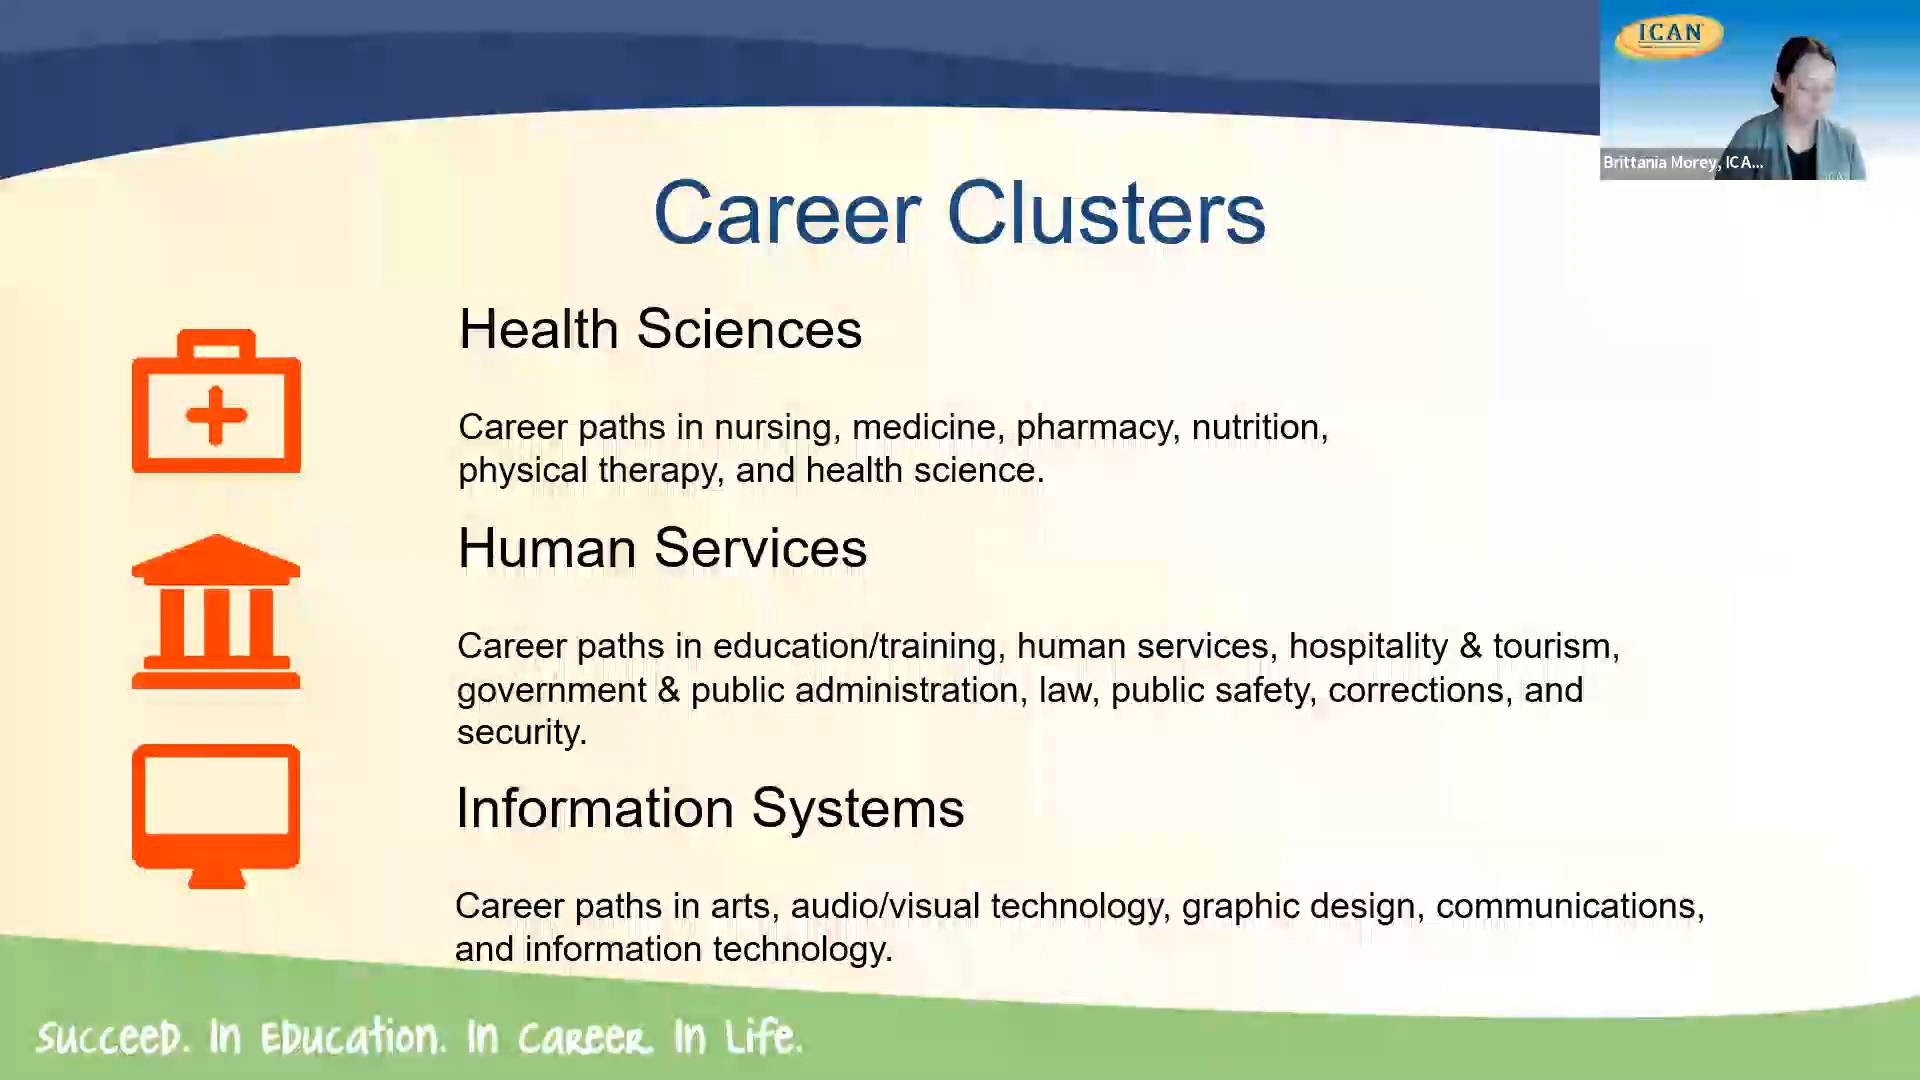 ICAN
Brittania Morey, ICA...
Career Clusters
Health Sciences
Career paths in nursing, medicine, pharmacy, nutrition,
physical therapy, and health science.
Human Services
Career paths in education/training, human services, hospitality & tourism,
government & public administration, law, public safety, corrections, and
security.
Information Systems
Career paths in arts, audio/visual technology, graphic design, communications,
and information technology.
Succeed. In Education. In Career. In Life.